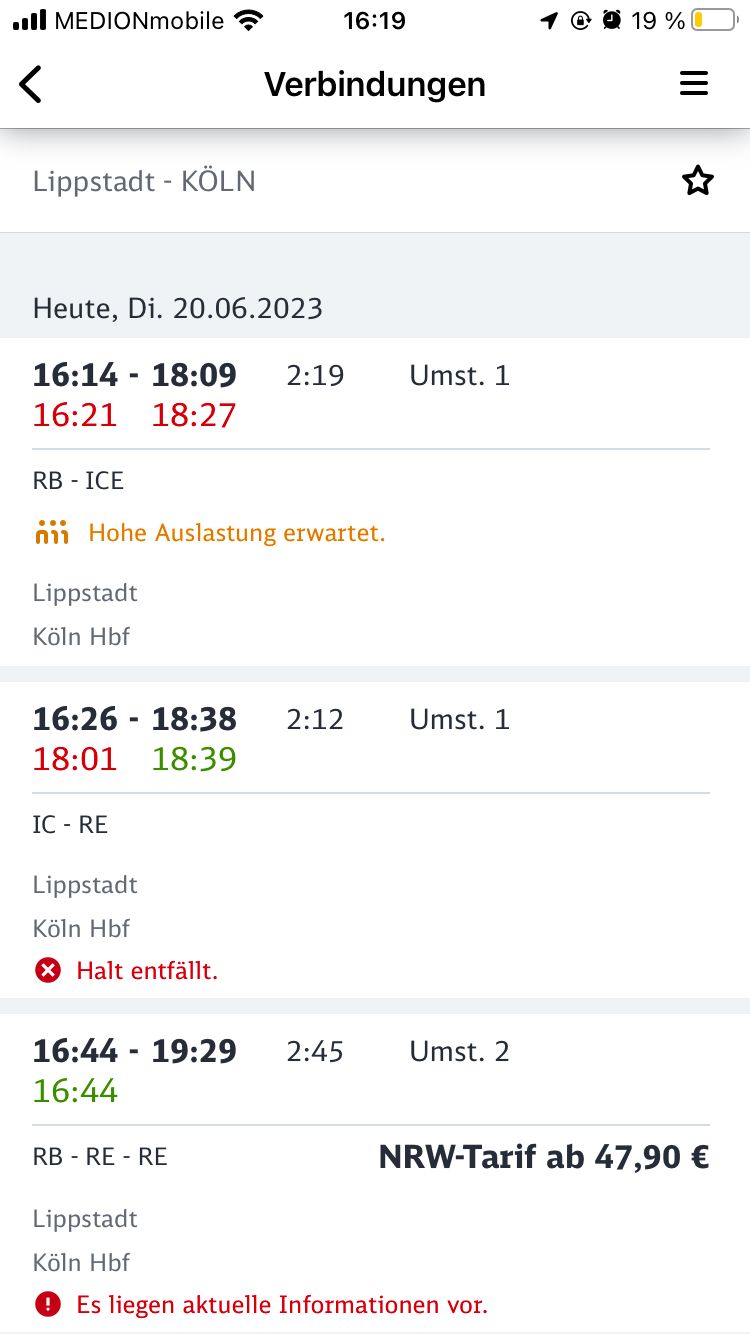 MEDIONmobile 16:19 19 %
Verbindungen
Lippstadt - KÖLN
Heute, Di. 20.06.2023
16:14 - 18:09 2:19 Umst. 1
16:21 18:27
RB - ICE
Hohe Auslastung erwartet.
Lippstadt
Köln Hbf
16:26 - 18:38 2:12 Umst. 1
18:01 18:39
IC - RE
Lippstadt
Köln Hbf
Halt entfällt.
16:44 - 19:29 2:45 Umst. 2
16:44
RB - RE - RE NRW-Tarif ab 47,90 €
Lippstadt
Köln Hbf
Es liegen aktuelle Informationen vor.